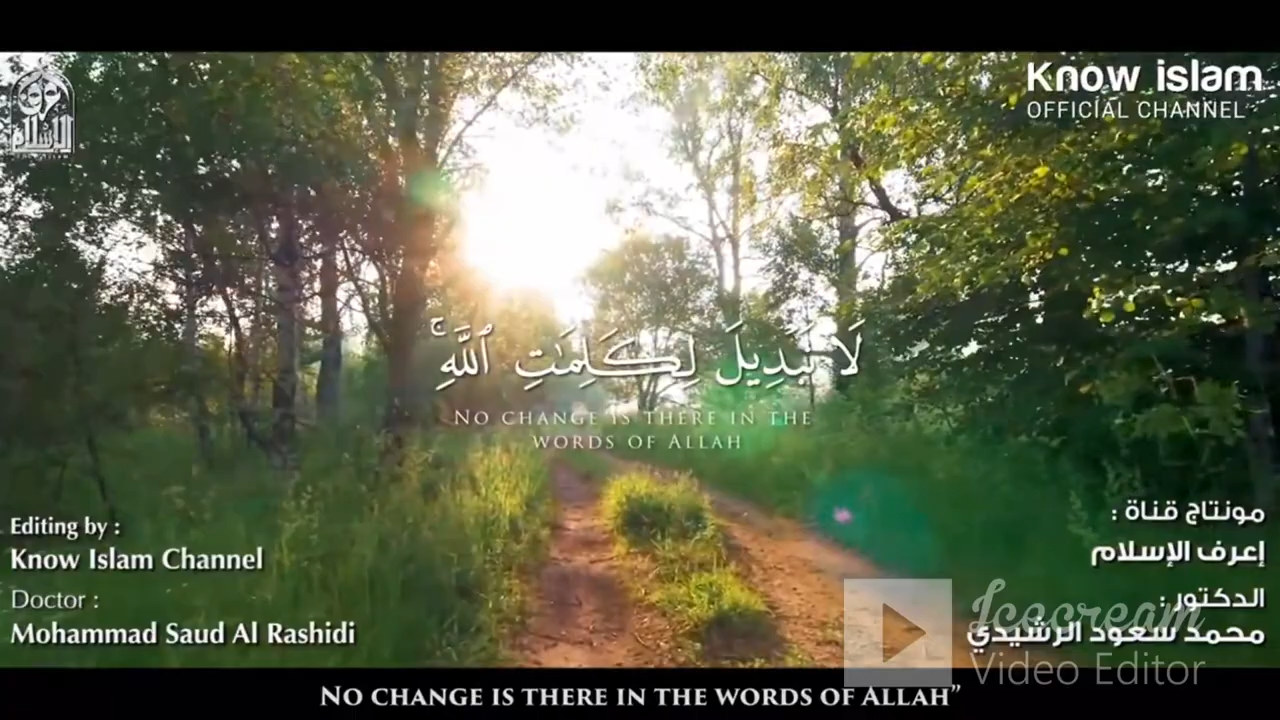 Know islam
OFFICIAL CHANNEL
لَا تَبْدِيلَ لِكَلِمَٰتِ ٱللَّهِ ۚ
NO CHANGE IS THERE IN THE
WORDS OF ALLAH
Editing by :
Know Islam Channel
Doctor :
Mohammad Saud Al Rashidi
مونتاج قناة :
إعرف الإسلام
الدكتور :
محمد سعود الرشيدي
Icecream
Video Editor
NO CHANGE IS THERE IN THE WORDS OF ALLAH”